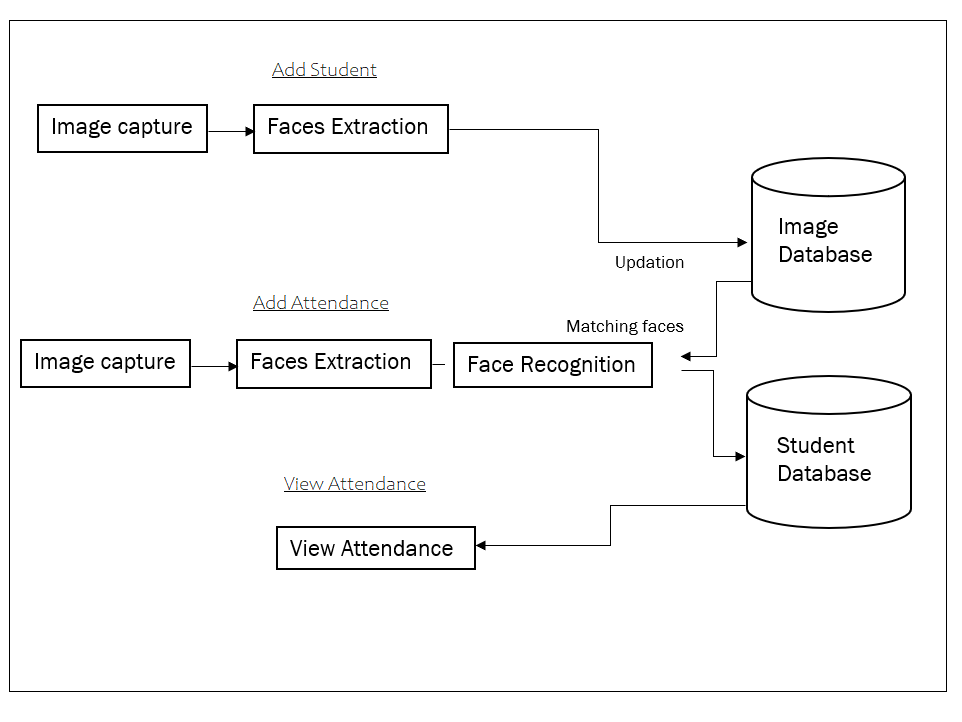 Add Student
Image capture
Faces Extraction
Image
Database
Updation
Add Attendance
Matching faces
Image capture
Faces Extraction
Face Recognition
Student
Database
View Attendance
View Attendance